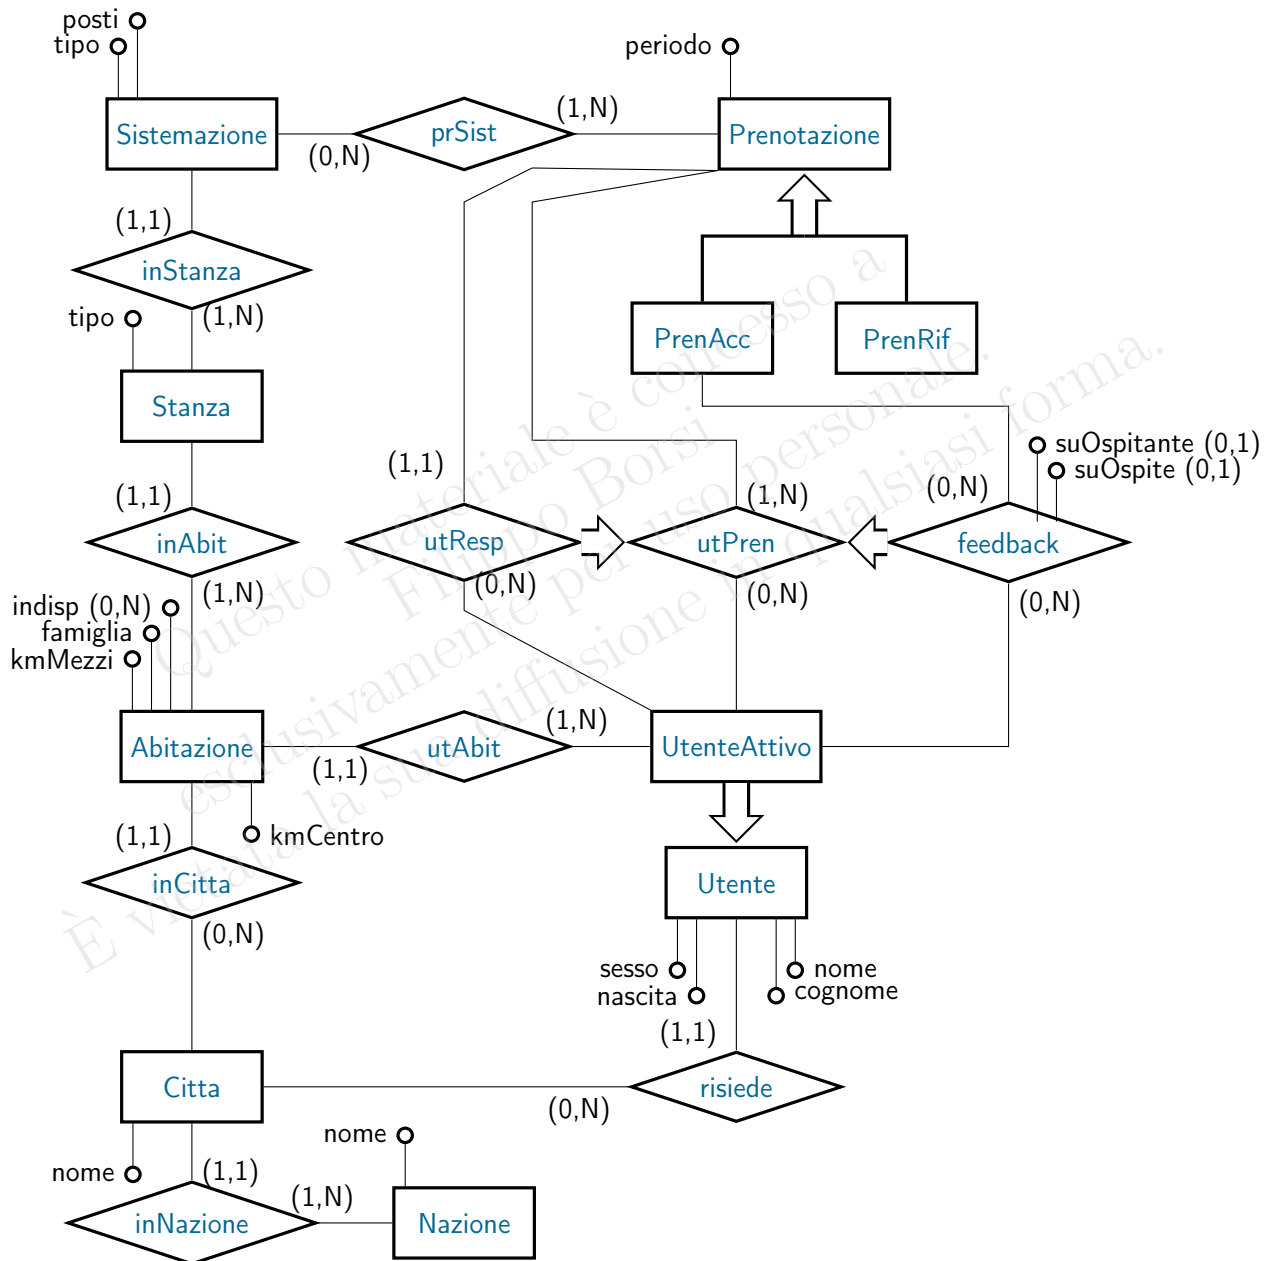 posti
tipo
periodo
Sistemazione
(0,N)
prSist
(1,N)
Prenotazione
(1,1)
inStanza
(1,N)
tipo
Stanza
PrenAcc
PrenRif
(1,1)
inAbit
(1,N)
(1,1)
utResp
(0,N)
(1,N)
utPren
(0,N)
suOspitante (0,1)
suOspite (0,1)
(0,N)
feedback
(0,N)
indisp (0,N)
famiglia
kmMezzi
Abitazione
(1,1)
utAbit
(1,N)
UtenteAttivo
kmCentro
(1,1)
inCitta
(0,N)
Utente
sesso
nascita
nome
cognome
(1,1)
risiede
(0,N)
Citta
nome
(1,1)
inNazione
(1,N)
nome
Nazione
Questo materiale è concesso a
Filippo Borsi
esclusivamente per uso personale.
È vietata la sua diffusione in qualsiasi forma.